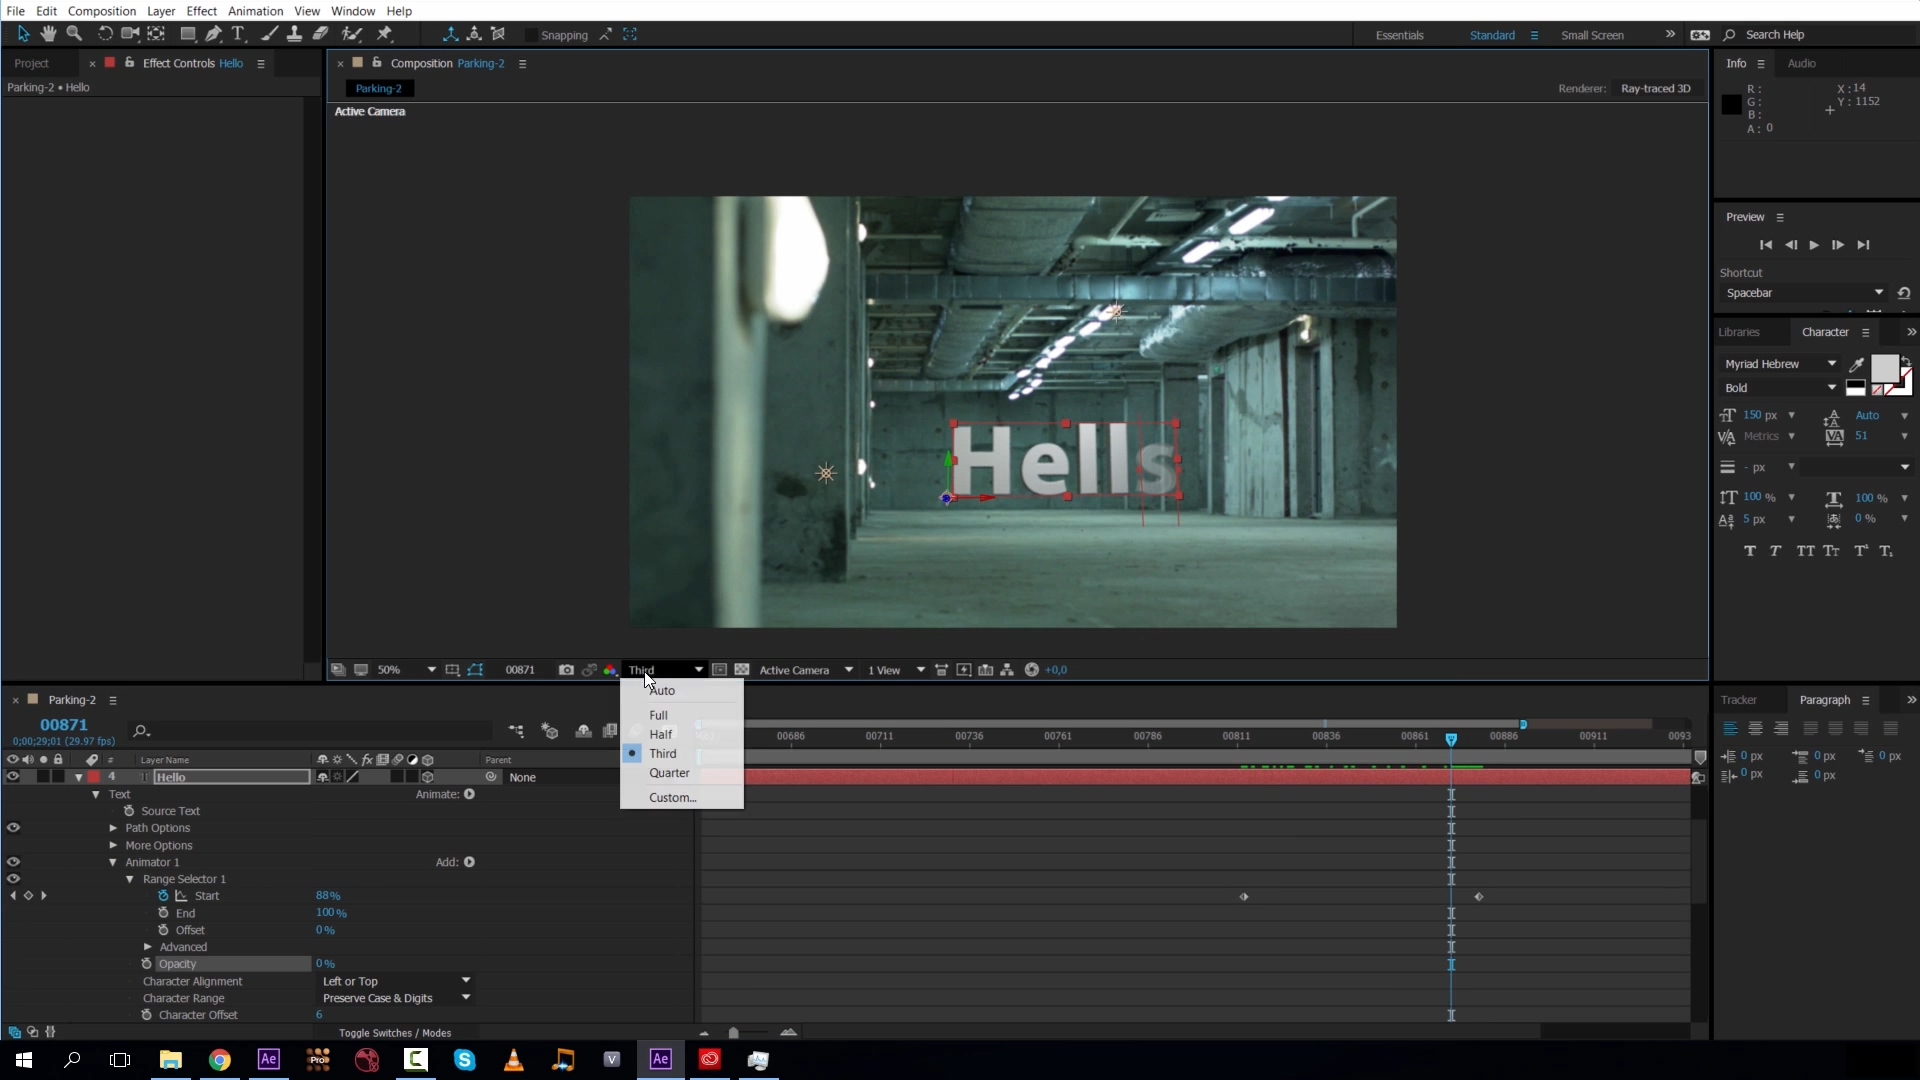 File Edit Composition Layer Effect Animation View Window Help
Snapping Essentials Standard Small Screen » Search Help
Project × Effect Controls Hello
Parking-2 • Hello
× Composition Parking-2
Parking-2
Renderer: Ray-traced 3D
Active Camera
Hells
50% 00871 Third Active Camera 1 View +0,0
Auto
Full
Half
Third
Quarter
Custom...
Info Audio
R : X : 14
G : Y : 1152
B :
A : 0
Preview
Shortcut
Spacebar
Libraries Character »
Myriad Hebrew
Bold
150 px Auto
Metrics 51
- px
100 % 100 %
5 px 0 %
T T TT Tt T¹ T₁
× Parking-2
00871
0;00;29;01 (29.97 fps)
00686 00711 00736 00761 00786 00811 00836 00861 00886 00911 0093
# Layer Name Parent
4 T Hello None
Text Animate:
Source Text
Path Options
More Options
Animator 1 Add:
Range Selector 1
Start 88%
End 100%
Offset 0%
Advanced
Opacity 0%
Character Alignment Left or Top
Character Range Preserve Case & Digits
Character Offset 6
Toggle Switches / Modes
Tracker Paragraph »
0 px 0 px 0 px
0 px 0 px
Ae Pro C S V Ae